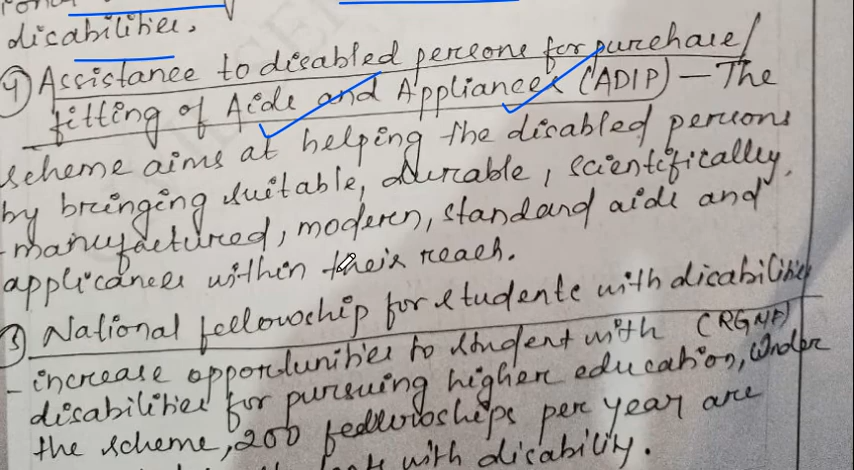 disabilities.
4) Assistance to disabled persons for purchase/
fitting of Aids and Appliances (ADIP) – The
scheme aims at helping the disabled persons
by bringing suitable, durable, scientifically,
-manufactured, modern, standard aids and
appliances within their reach.
5) National fellowship for students with disabilities
(RGNF)
- increase opportunities to student with
disabilities for pursuing higher education, Under
the scheme, 200 fellowships per year are
with disability.